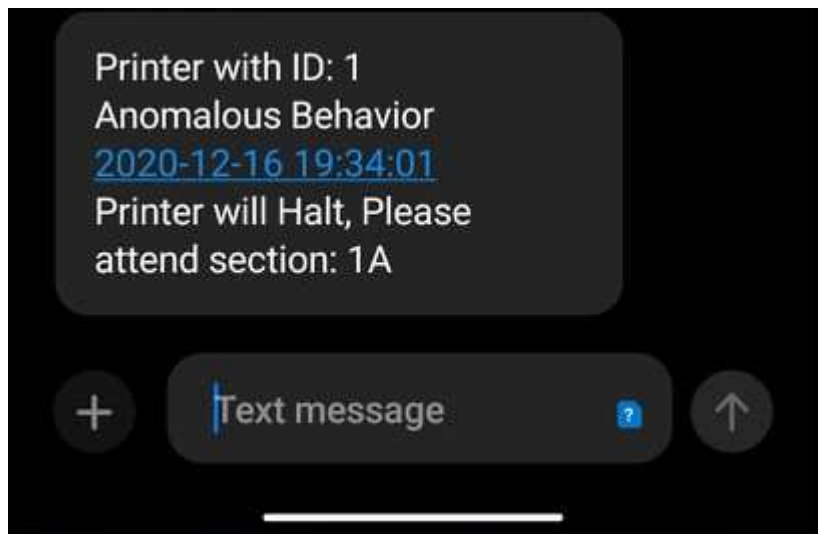 Printer with ID: 1
Anomalous Behavior
2020-12-16 19:34:01
Printer will Halt, Please
attend section: 1A
Text message
?